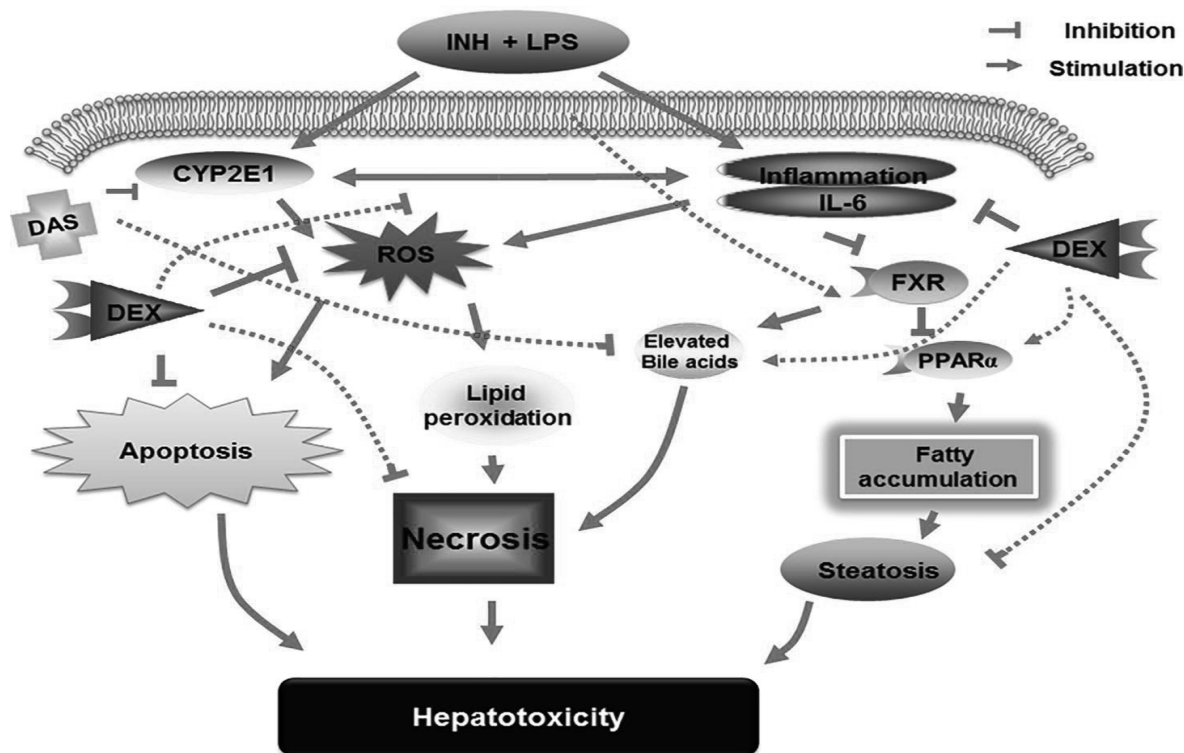 INH + LPS
Inhibition
Stimulation
CYP2E1
Inflammation
IL-6
DAS
ROS
DEX
FXR
DEX
Elevated
Bile acids
PPARα
Lipid
peroxidation
Apoptosis
Fatty
accumulation
Necrosis
Steatosis
Hepatotoxicity